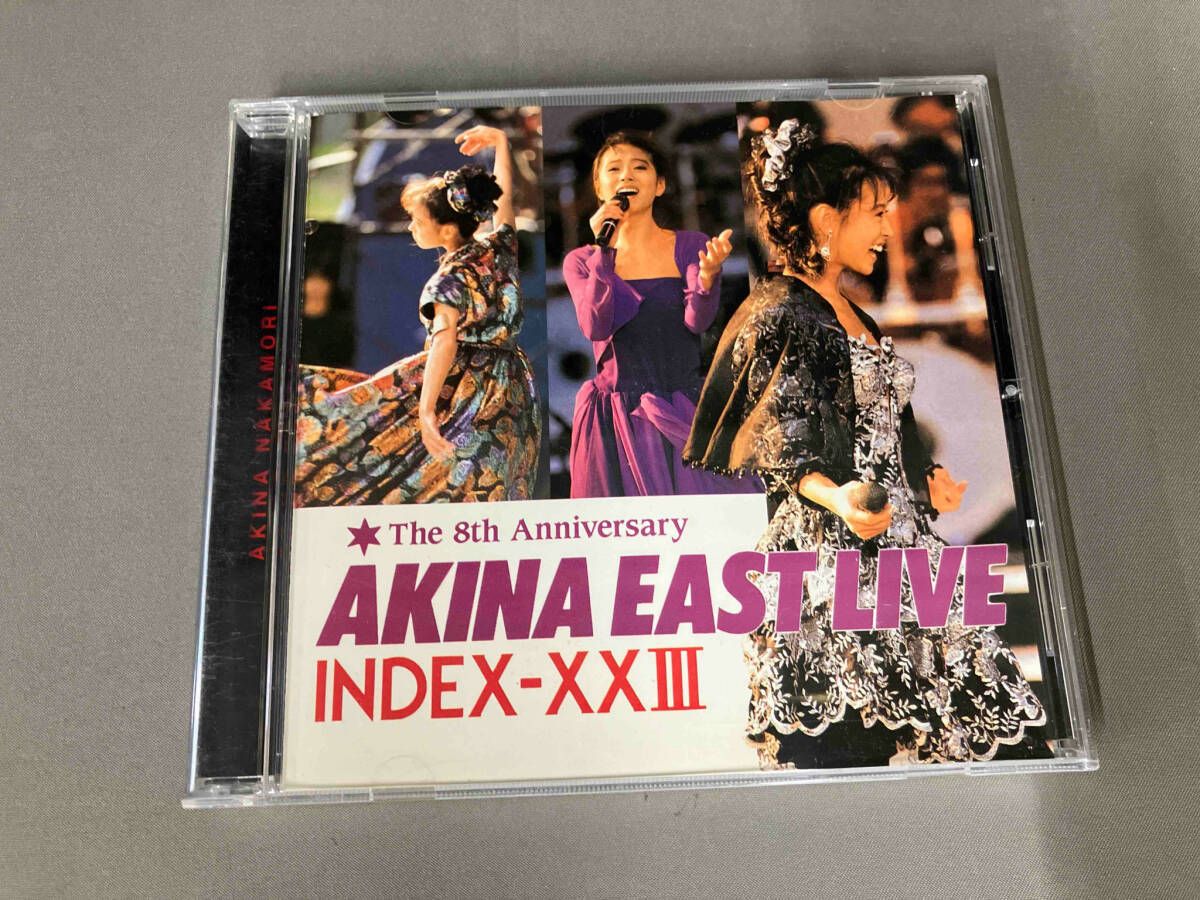 AKINA NAKAMORI
The 8th Anniversary
AKINA EAST LIVE
INDEX-XXIII